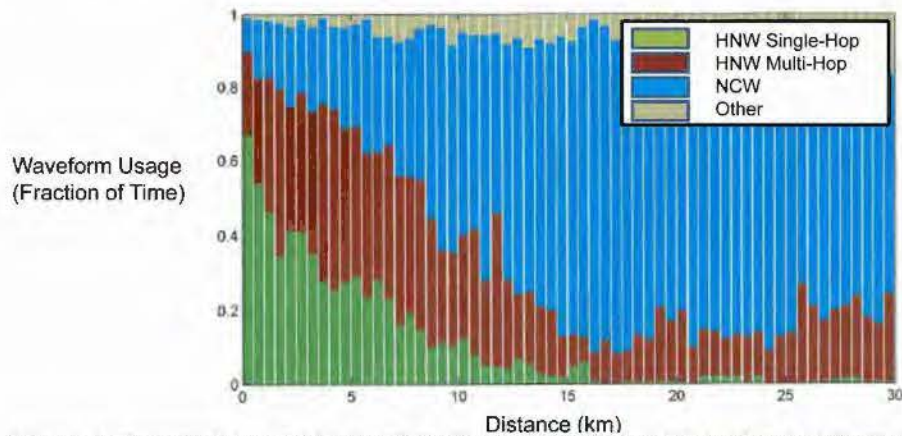 1
0.8
0.6
0.4
0.2
0
Waveform Usage
(Fraction of Time)
HNW Single-Hop
HNW Multi-Hop
NCW
Other
0 5 10 15 20 25 30
Distance (km)